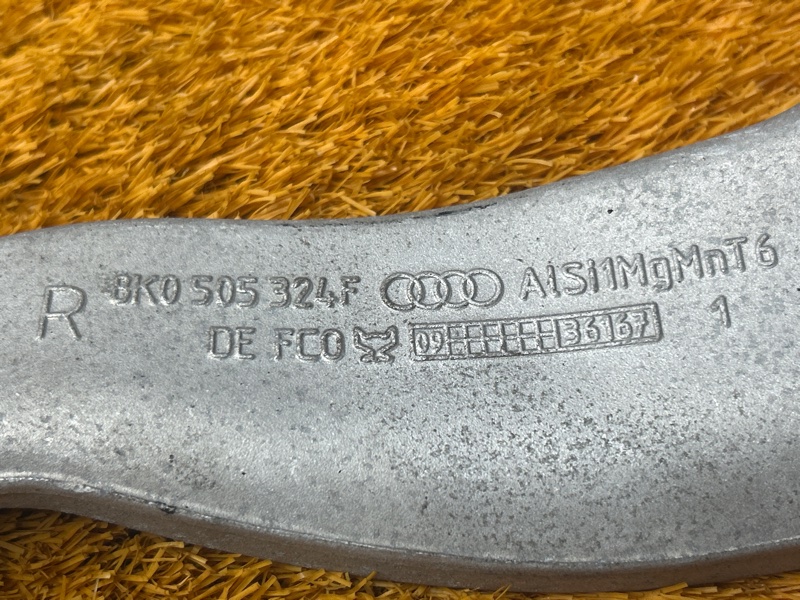 R 8K0 505 324F AlSi1MgMnT6
DE FCO 09 36167 1